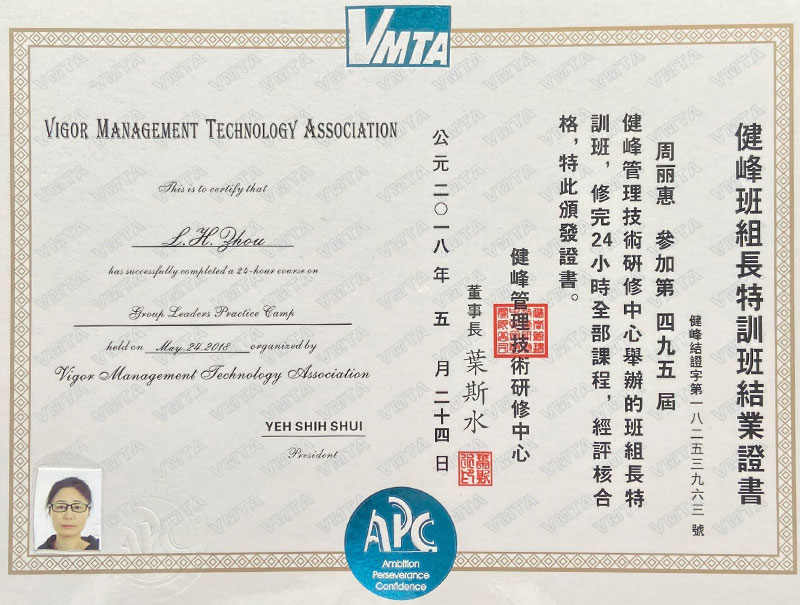 VMTA
VIGOR MANAGEMENT TECHNOLOGY ASSOCIATION
This is to certify that
L.H. Zhou
has successfully completed a 24-hour course on
Group Leaders Practice Camp
held on May.24.2018 organized by
Vigor Management Technology Association
YEH SHIH SHUI
President
健峰班組長特訓班結業證書
健峰結證字第一八二五三九六三號
周丽惠 參加第 四九五 屆
健峰管理技術研修中心舉辦的班組長特
訓班，修完24小時全部課程，經評核合
格，特此頒發證書。
健峰管理技術研修中心
董事長 葉斯水
公元二〇一八年 五 月二十四日
APC
Ambition
Perseverance
Confidence